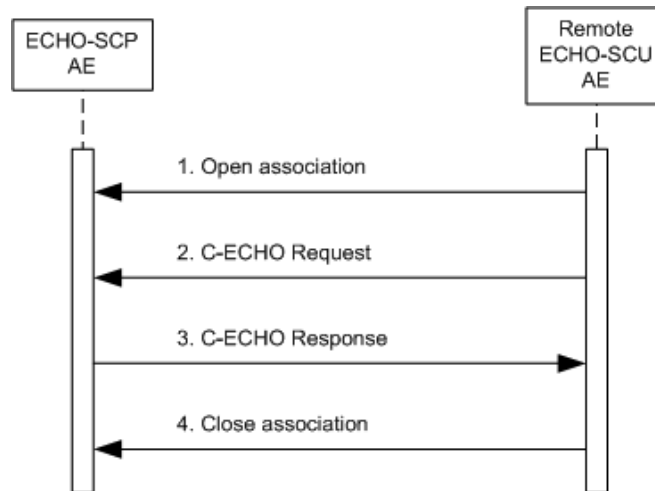 ECHO-SCP
AE
Remote
ECHO-SCU
AE
1. Open association
2. C-ECHO Request
3. C-ECHO Response
4. Close association